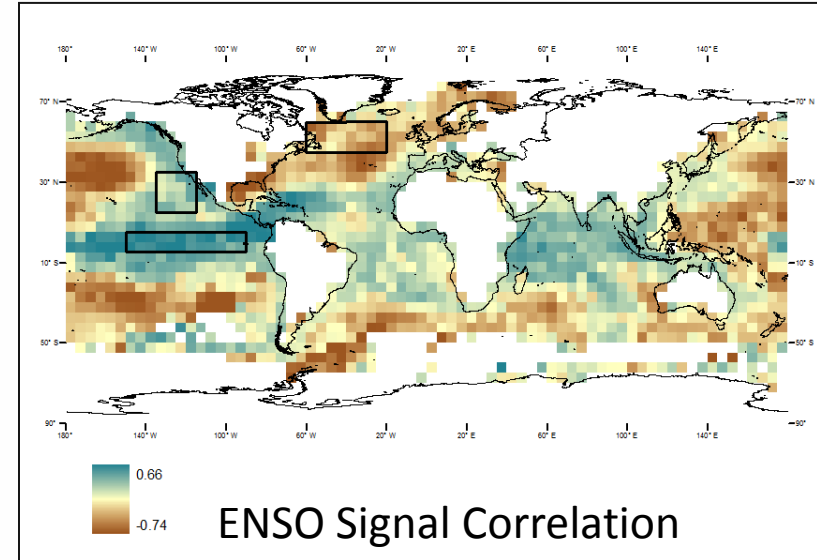 180° 140° W 100° W 60° W 20° W 20° E 60° E 100° E 140° E
70° N 70° N
30° N 30° N
10° S 10° S
50° S 50° S
90° 90°
180° 140° W 100° W 60° W 20° W 20° E 60° E 100° E 140° E
0.66
-0.74
ENSO Signal Correlation